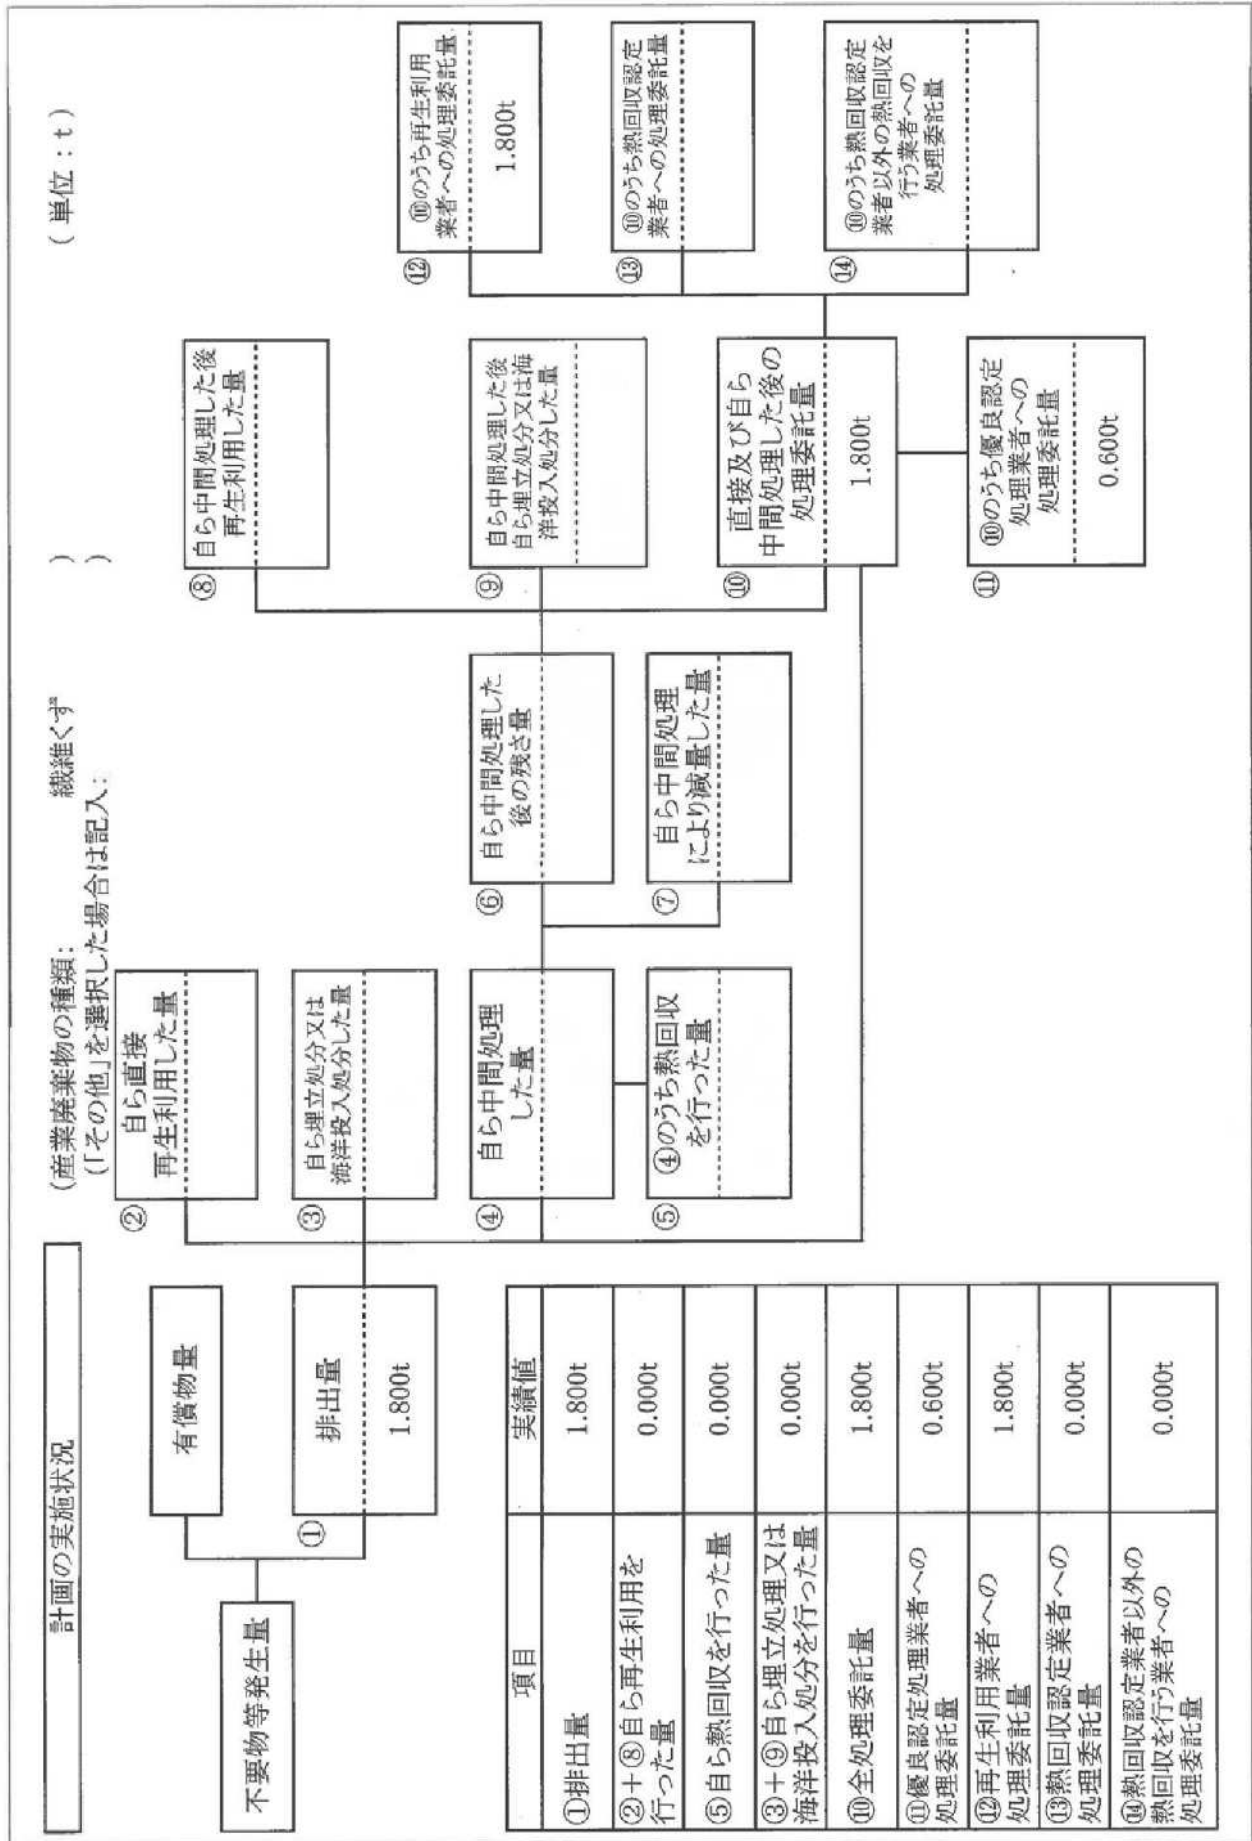 計画の実施状況
(産業廃棄物の種類: 繊維くず )
(「その他」を選択した場合は記入: )
(単位:t)
不要物等発生量
有償物量
①
排出量
1.800t
②
自ら直接
再生利用した量
③
自ら埋立処分又は
海洋投入処分した量
④
自ら中間処理
した量
⑤
④のうち熱回収
を行った量
⑥
自ら中間処理した
後の残さ量
⑦
自ら中間処理
により減量した量
⑧
自ら中間処理した後
再生利用した量
⑨
自ら中間処理した後
自ら埋立処分又は海
洋投入処分した量
⑩
直接及び自ら
中間処理した後の
処理委託量
1.800t
⑪
⑩のうち優良認定
処理業者への
処理委託量
0.600t
⑫
⑩のうち再生利用
業者への処理委託量
1.800t
⑬
⑩のうち熱回収認定
業者への処理委託量
⑭
⑩のうち熱回収認定
業者以外の熱回収を
行う業者への
処理委託量
項目 実績値
①排出量 1.800t
②+⑧自ら再生利用を
行った量 0.000t
⑤自ら熱回収を行った量 0.000t
③+⑨自ら埋立処理又は
海洋投入処分を行った量 0.000t
⑩全処理委託量 1.800t
⑪優良認定処理業者への
処理委託量 0.600t
⑫再生利用業者への
処理委託量 1.800t
⑬熱回収認定業者への
処理委託量 0.000t
⑭熱回収認定業者以外の
熱回収を行う業者への
処理委託量 0.000t